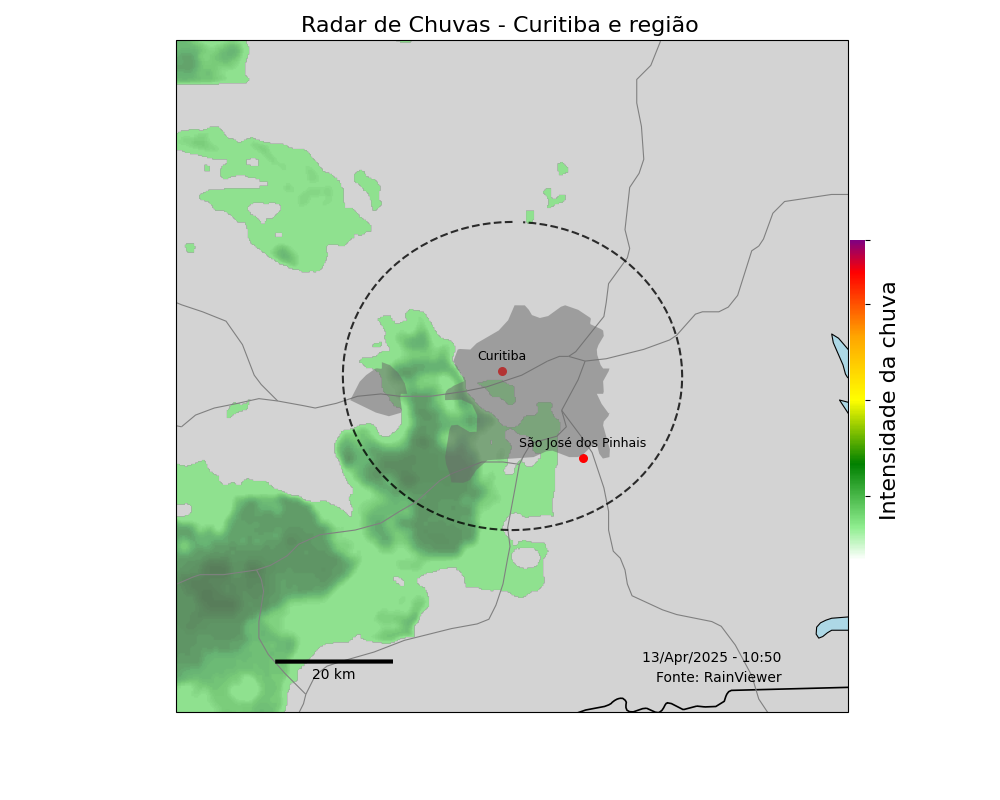 Radar de Chuvas - Curitiba e região
Curitiba
São José dos Pinhais
Intensidade da chuva
20 km
13/Apr/2025 - 10:50
Fonte: RainViewer